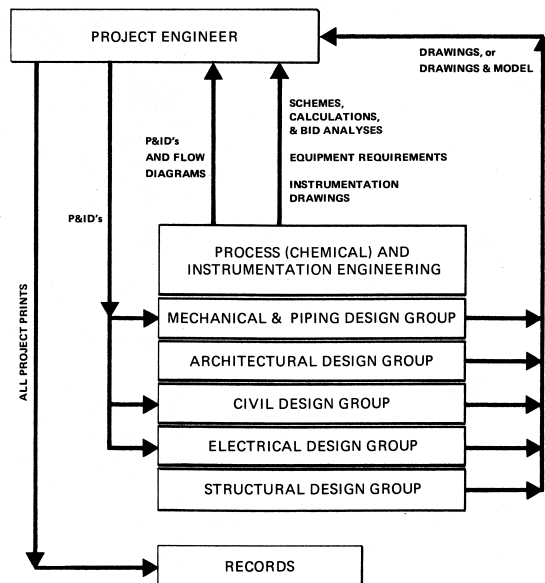 PROJECT ENGINEER
DRAWINGS, or
DRAWINGS & MODEL
SCHEMES,
CALCULATIONS,
& BID ANALYSES
EQUIPMENT REQUIREMENTS
INSTRUMENTATION
DRAWINGS
P&ID's
AND FLOW
DIAGRAMS
P&ID's
ALL PROJECT PRINTS
PROCESS (CHEMICAL) AND
INSTRUMENTATION ENGINEERING
MECHANICAL & PIPING DESIGN GROUP
ARCHITECTURAL DESIGN GROUP
CIVIL DESIGN GROUP
ELECTRICAL DESIGN GROUP
STRUCTURAL DESIGN GROUP
RECORDS